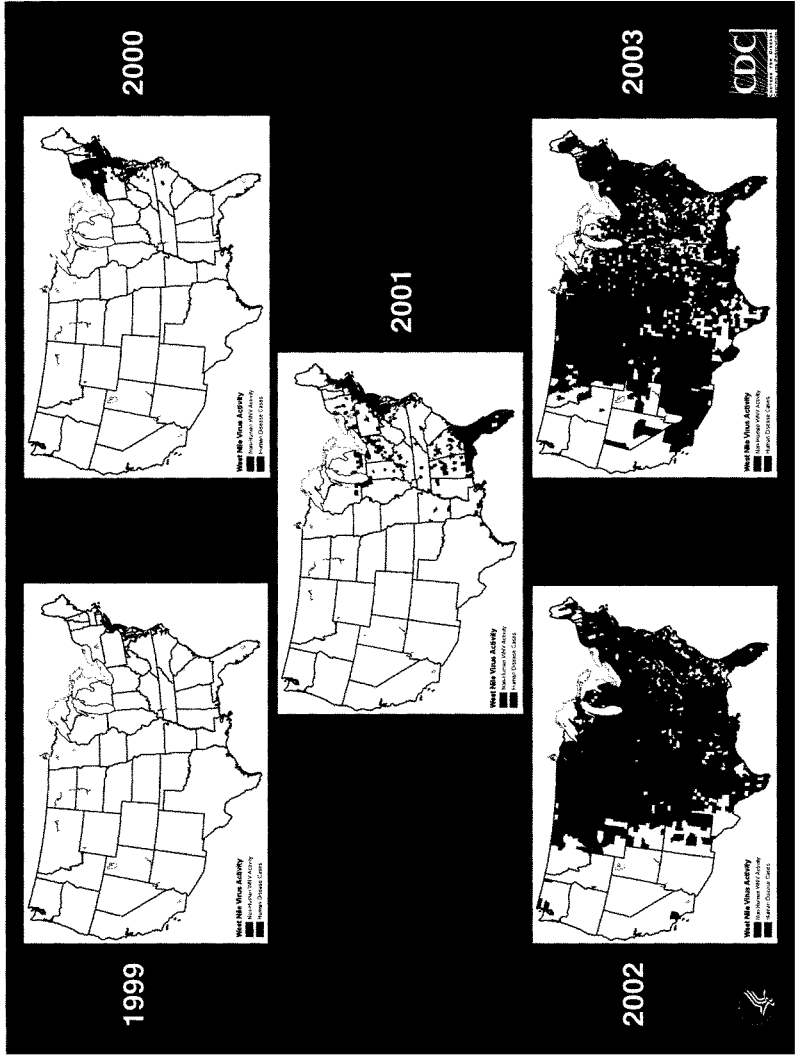 1999
West Nile Virus Activity
Non-Human WNV Activity
Human Disease Cases
2000
West Nile Virus Activity
Non-Human WNV Activity
Human Disease Cases
2001
West Nile Virus Activity
Non-Human WNV Activity
Human Disease Cases
2002
West Nile Virus Activity
Non-Human WNV Activity
Human Disease Cases
2003
West Nile Virus Activity
Non-Human WNV Activity
Human Disease Cases
CDC
CENTERS FOR DISEASE